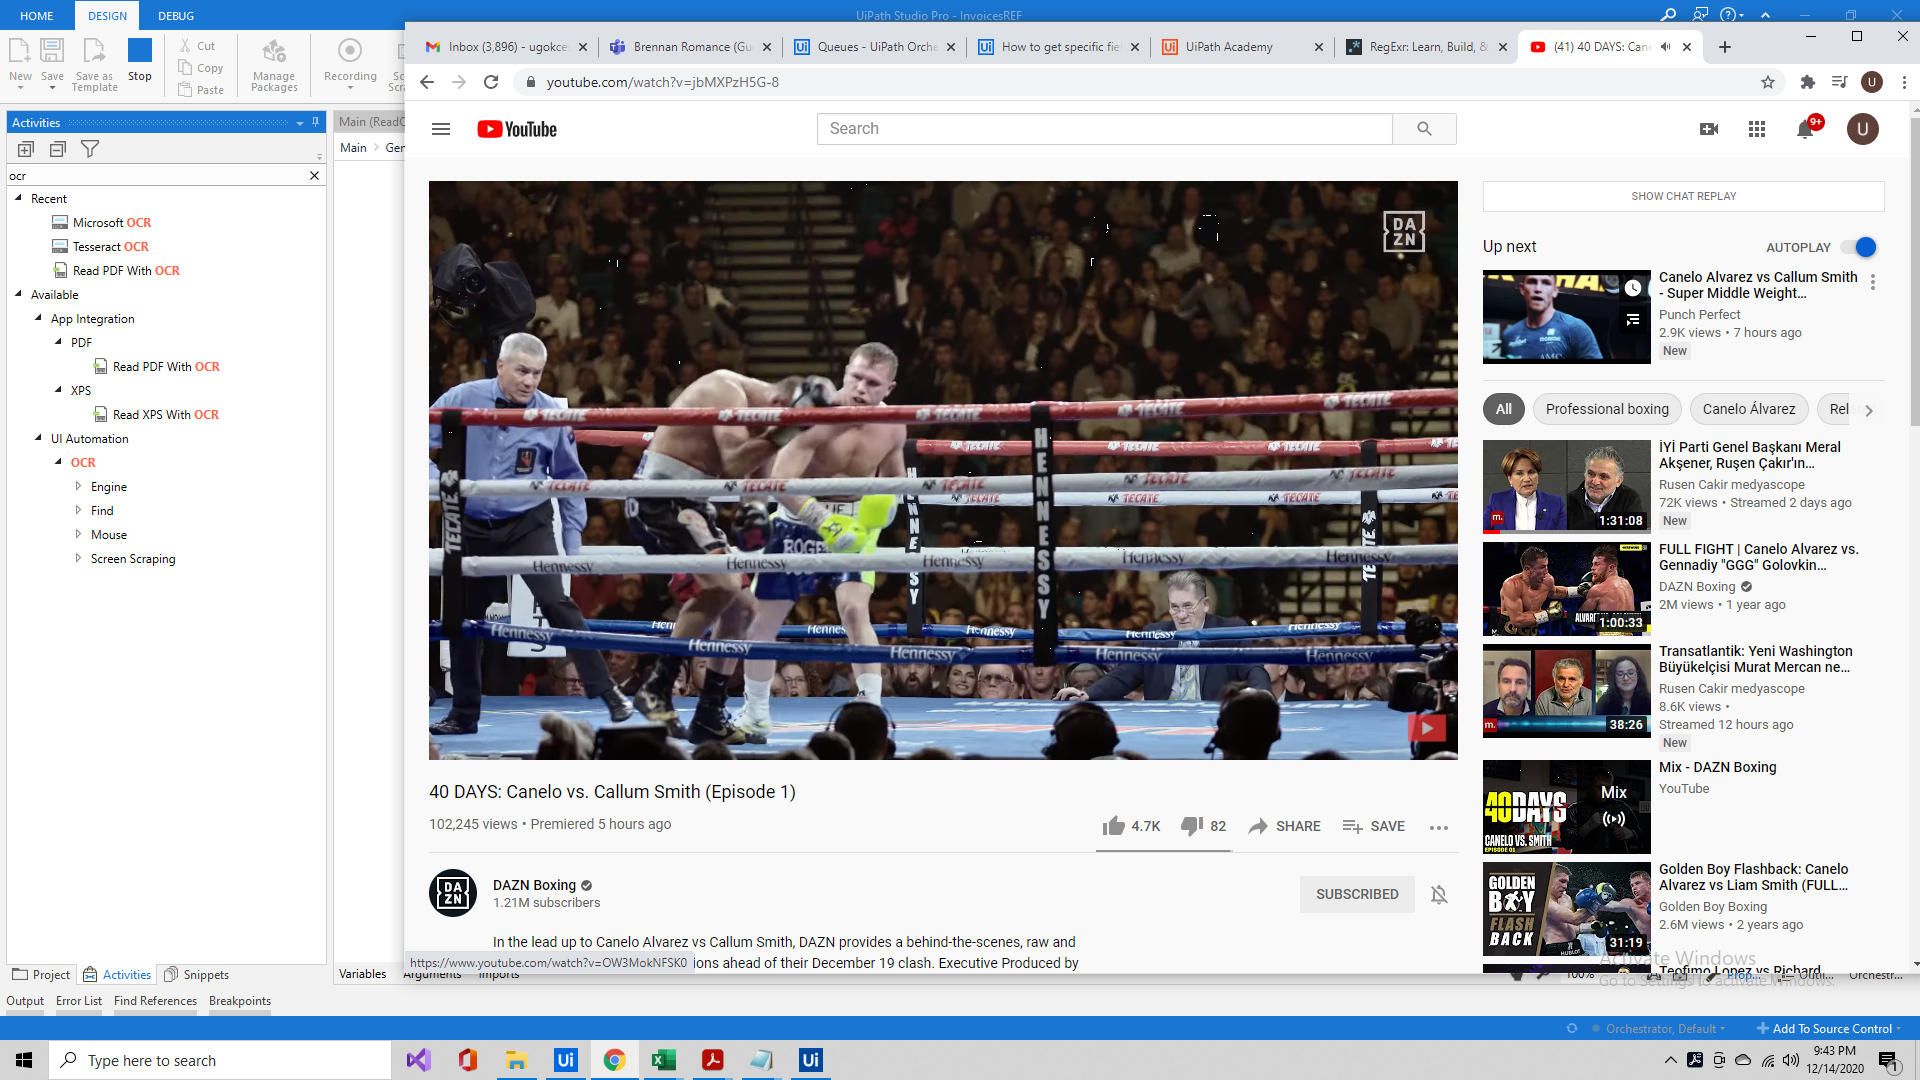 HOME
DESIGN
DEBUG
UiPath Studio Pro - InvoicesREF
New
Save
Save as
Template
Stop
Cut
Copy
Paste
Manage
Packages
Recording
Activities
ocr
Recent
Microsoft OCR
Tesseract OCR
Read PDF With OCR
Available
App Integration
PDF
Read PDF With OCR
XPS
Read XPS With OCR
UI Automation
OCR
Engine
Find
Mouse
Screen Scraping
Project
Activities
Snippets
Output
Error List
Find References
Breakpoints
Main
Variables
Arguments
Imports
Inbox (3,896) - ugokce
Brennan Romance (Gu
Queues - UiPath Orche
How to get specific fie
UiPath Academy
RegExr: Learn, Build, &
(41) 40 DAYS: Can
youtube.com/watch?v=jbMXPzH5G-8
YouTube
Search
9+
U
U
DAZN
TECATE
HENNESSY
Hennessy
40 DAYS: Canelo vs. Callum Smith (Episode 1)
102,245 views • Premiered 5 hours ago
4.7K
82
SHARE
SAVE
DAZN Boxing
1.21M subscribers
SUBSCRIBED
In the lead up to Canelo Alvarez vs Callum Smith, DAZN provides a behind-the-scenes, raw and
ions ahead of their December 19 clash. Executive Produced by
https://www.youtube.com/watch?v=OW3MokNFSK0
SHOW CHAT REPLAY
Up next
AUTOPLAY
Canelo Alvarez vs Callum Smith
- Super Middle Weight...
Punch Perfect
2.9K views • 7 hours ago
New
All
Professional boxing
Canelo Álvarez
Rel
İYİ Parti Genel Başkanı Meral
Akşener, Ruşen Çakır'ın...
Rusen Cakir medyascope
72K views • Streamed 2 days ago
New
1:31:08
FULL FIGHT | Canelo Alvarez vs.
Gennadiy "GGG" Golovkin...
DAZN Boxing
2M views • 1 year ago
1:00:33
Transatlantik: Yeni Washington
Büyükelçisi Murat Mercan ne...
Rusen Cakir medyascope
8.6K views •
Streamed 12 hours ago
New
38:26
Mix - DAZN Boxing
YouTube
Mix
40DAYS
CANELO VS. SMITH
EPISODE 01
Golden Boy Flashback: Canelo
Alvarez vs Liam Smith (FULL...
Golden Boy Boxing
2.6M views • 2 years ago
GOLDEN
BOY
FLASH
BACK
31:19
Teofimo Lopez vs Richard
Activate Windows
Go to Settings to activate Windows.
100%
Orchestrator, Default
Add To Source Control
Type here to search
9:43 PM
12/14/2020
1